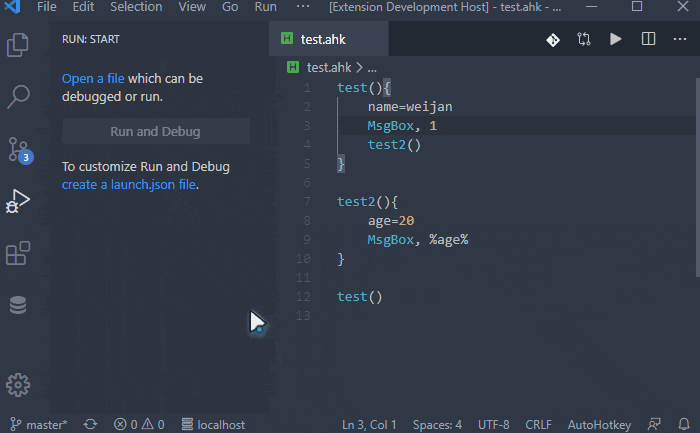 File Edit Selection View Go Run ··· [Extension Development Host] - test.ahk - ...
RUN: START
Open a file which can be
debugged or run.
Run and Debug
To customize Run and Debug
create a launch.json file.
3
H test.ahk
H test.ahk > ...
1 test(){
2 name=weijan
3 MsgBox, 1
4 test2()
5 }
6
7 test2(){
8 age=20
9 MsgBox, %age%
10 }
11
12 test()
13
master* 0 0 localhost Ln 3, Col 1 Spaces: 4 UTF-8 CRLF AutoHotkey